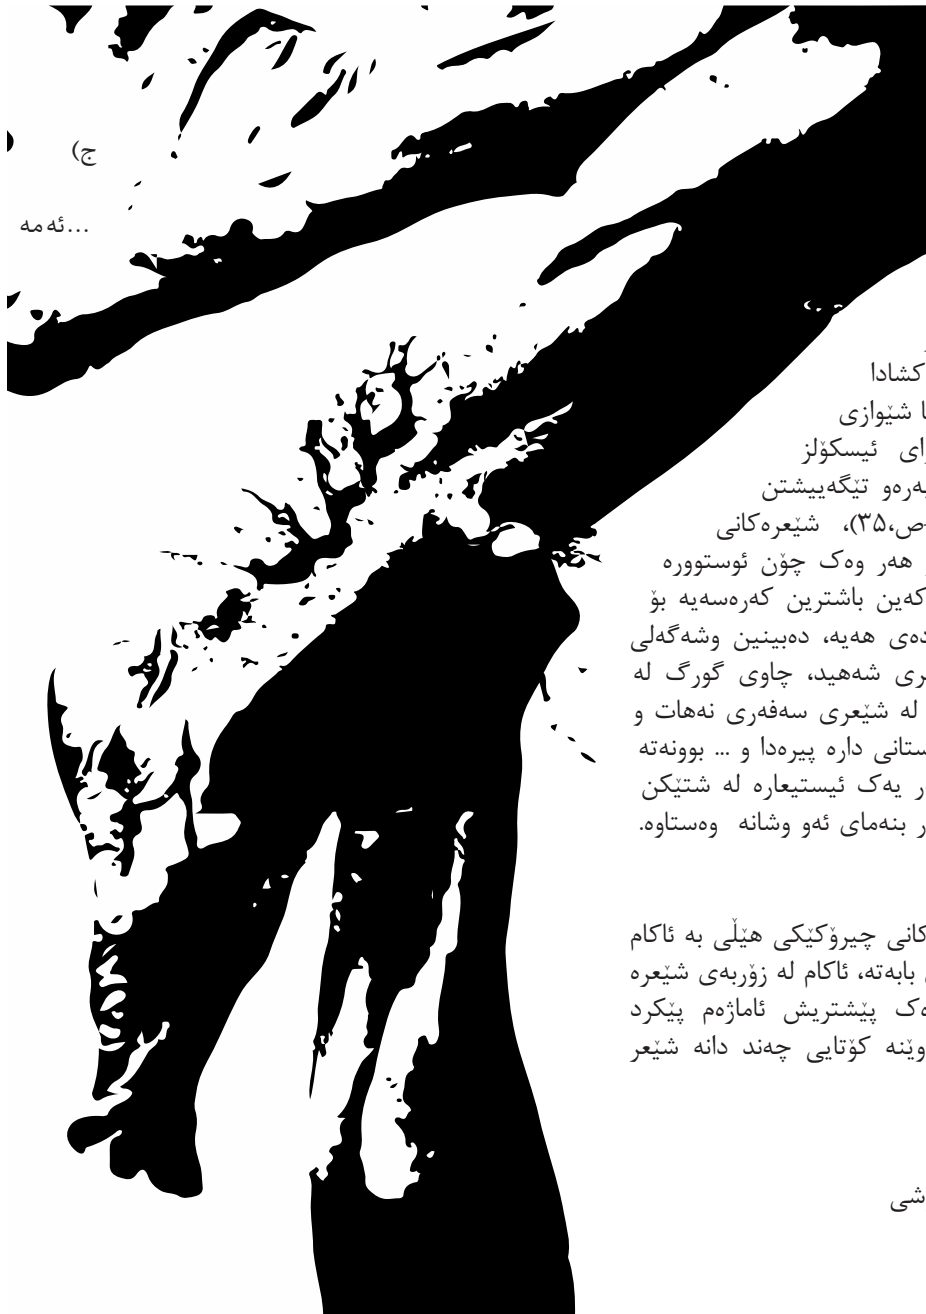 ج)
...ئەمە
کشادا
ا شێوازی
رای ئیسکۆلز
بەرەو تێگەییشتن
ص،٣۵)، شێعرەکانی
هەر وەک چۆن ئوستوورە
کەین باشترین کەرەسەیە بۆ
دەی هەیە، دەبینین وشەگەلی
ری شەهید، چاوی گورگ لە
لە شێعری سەفەری نەهات و
ستانی دارە پیرەدا و ... بوونەتە
ر یەک ئیستیعارە لە شتێکن
ر بنەمای ئەو وشانە وەستاوە.
کانی چیرۆکێکی هێڵی بە ئاکام
بابەتە، ئاکام لە زۆربەی شێعرە
ەک پێشتریش ئاماژەم پێکرد
وێنە کۆتایی چەند دانە شێعر
شی